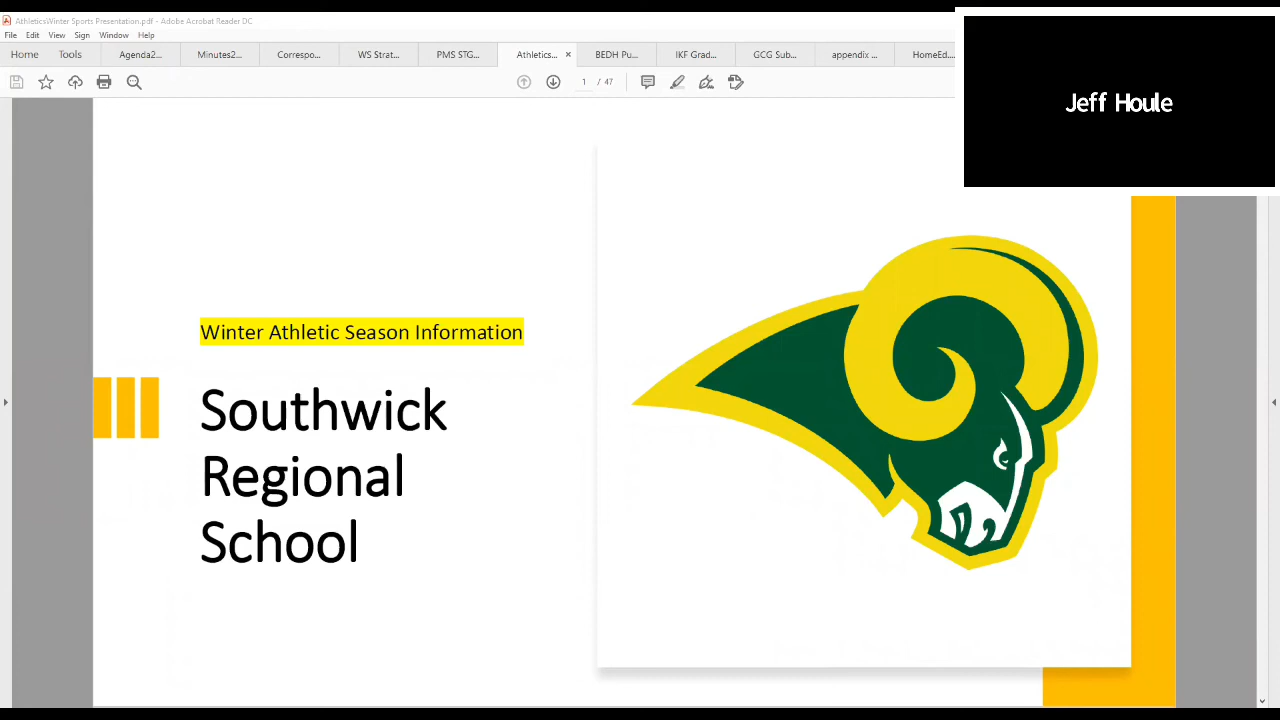 AthleticsWinter Sports Presentation.pdf - Adobe Acrobat Reader DC
File Edit View Sign Window Help
Home Tools Agenda2... Minutes2... Correspo... WS Strat... PMS STG... Athletics... × BEDH Pu... IKF Grad... GCG Sub... appendix ... HomeEd...
1 / 47
Jeff Houle
Winter Athletic Season Information
Southwick
Regional
School